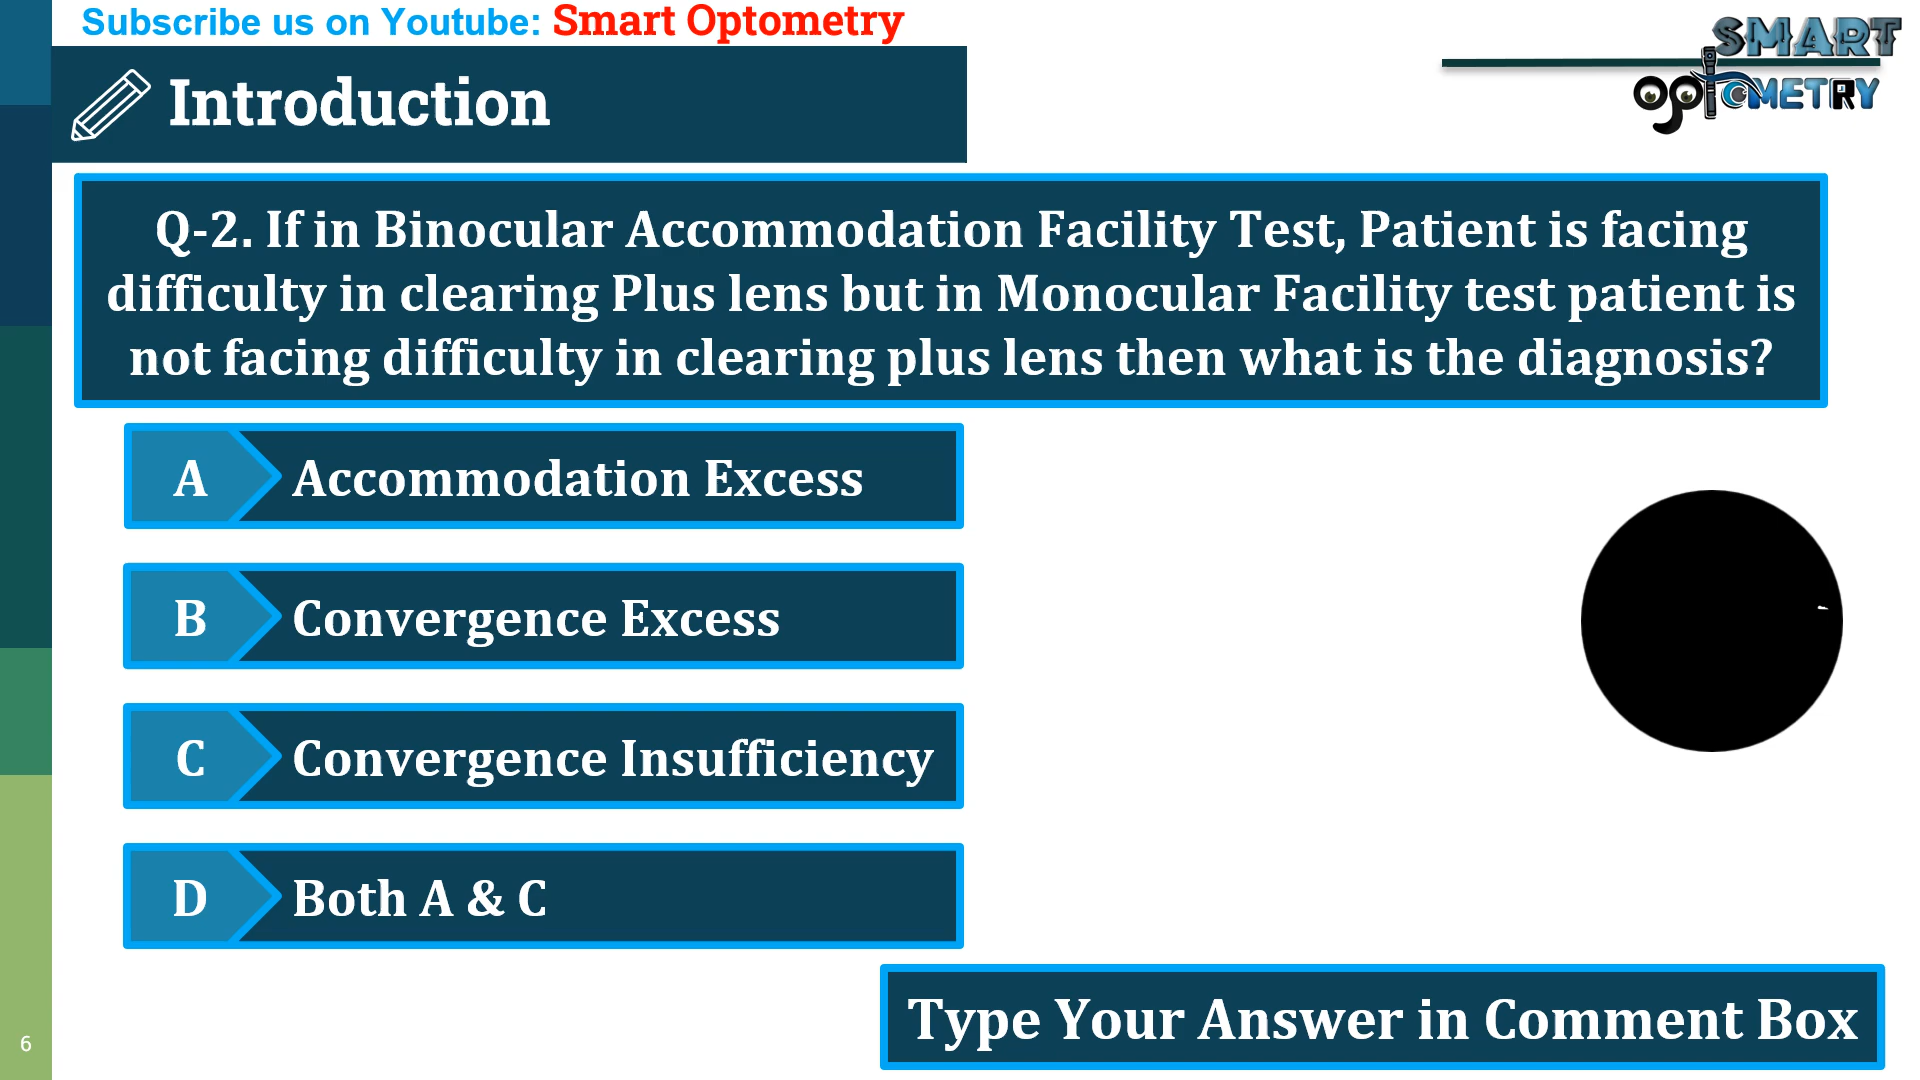 Subscribe us on Youtube: Smart Optometry
SMART
OPTOMETRY
Introduction
Q-2. If in Binocular Accommodation Facility Test, Patient is facing
difficulty in clearing Plus lens but in Monocular Facility test patient is
not facing difficulty in clearing plus lens then what is the diagnosis?
A Accommodation Excess
B Convergence Excess
C Convergence Insufficiency
D Both A & C
Type Your Answer in Comment Box
6